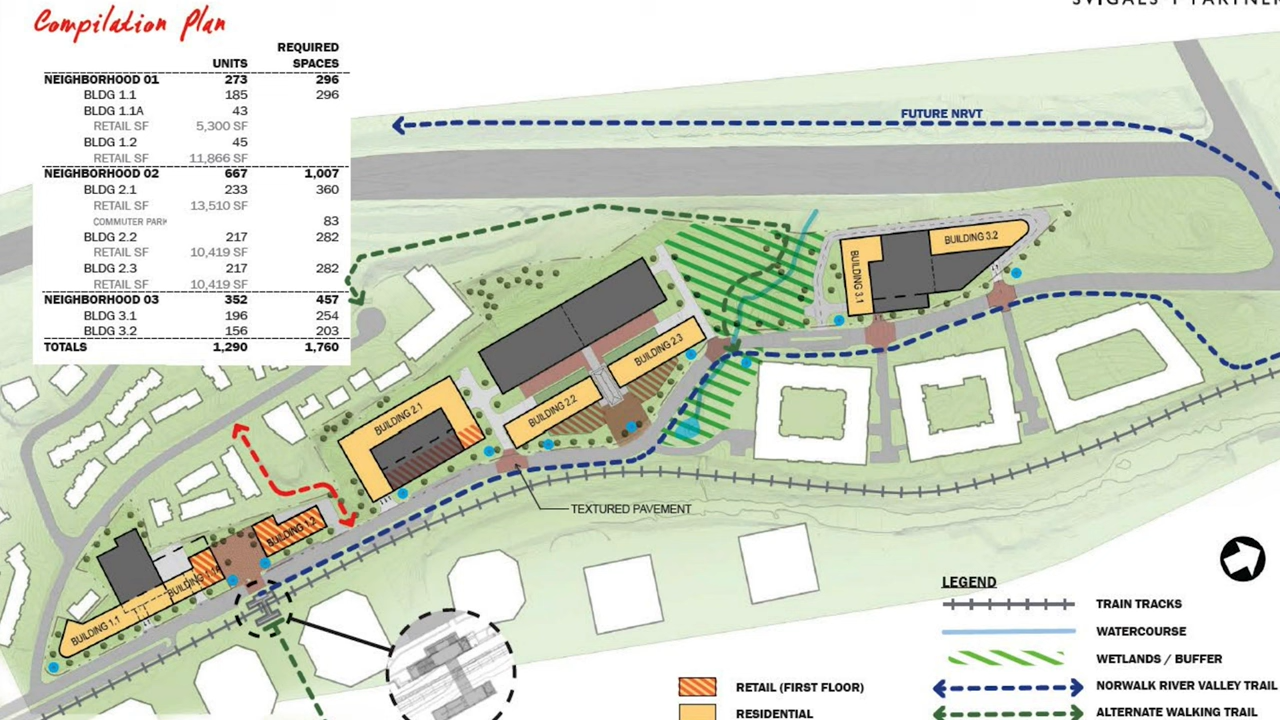 Compilation Plan
REQUIRED
UNITS SPACES
NEIGHBORHOOD 01 273 296
BLDG 1.1 185 296
BLDG 1.1A 43
RETAIL SF 5,300 SF
BLDG 1.2 45
RETAIL SF 11,866 SF
NEIGHBORHOOD 02 667 1,007
BLDG 2.1 233 360
RETAIL SF 13,510 SF
COMMUTER PARK 83
BLDG 2.2 217 282
RETAIL SF 10,419 SF
BLDG 2.3 217 282
RETAIL SF 10,419 SF
NEIGHBORHOOD 03 352 457
BLDG 3.1 196 254
BLDG 3.2 156 203
TOTALS 1,290 1,760
FUTURE NRVT
BUILDING 3.2
BUILDING 3.1
BUILDING 2.3
BUILDING 2.2
BUILDING 2.1
TEXTURED PAVEMENT
BUILDING 1.2
BUILDING 1.1A
BUILDING 1.1
LEGEND
TRAIN TRACKS
WATERCOURSE
WETLANDS / BUFFER
NORWALK RIVER VALLEY TRAIL
ALTERNATE WALKING TRAIL
RETAIL (FIRST FLOOR)
RESIDENTIAL